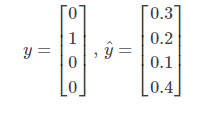 y = [0 1 0 0] , ŷ = [0.3 0.2 0.1 0.4]